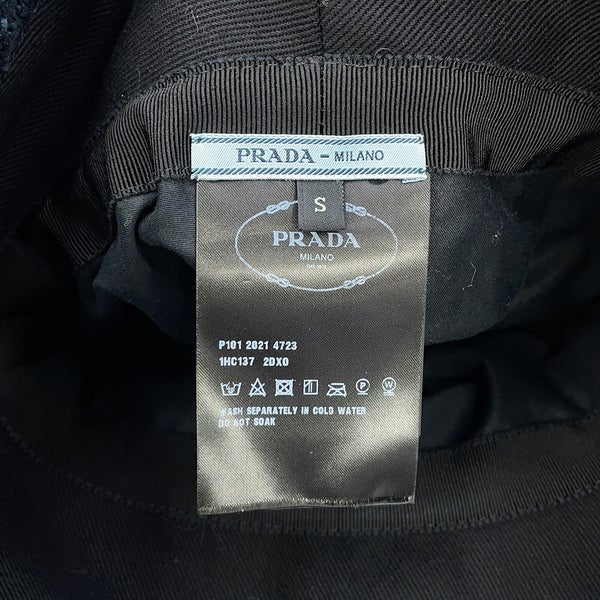 PRADA - MILANO
S
PRADA
MILANO
P101 2021 4723
1HC137 2DX0
P W
WASH SEPARATELY IN COLD WATER
DO NOT SOAK